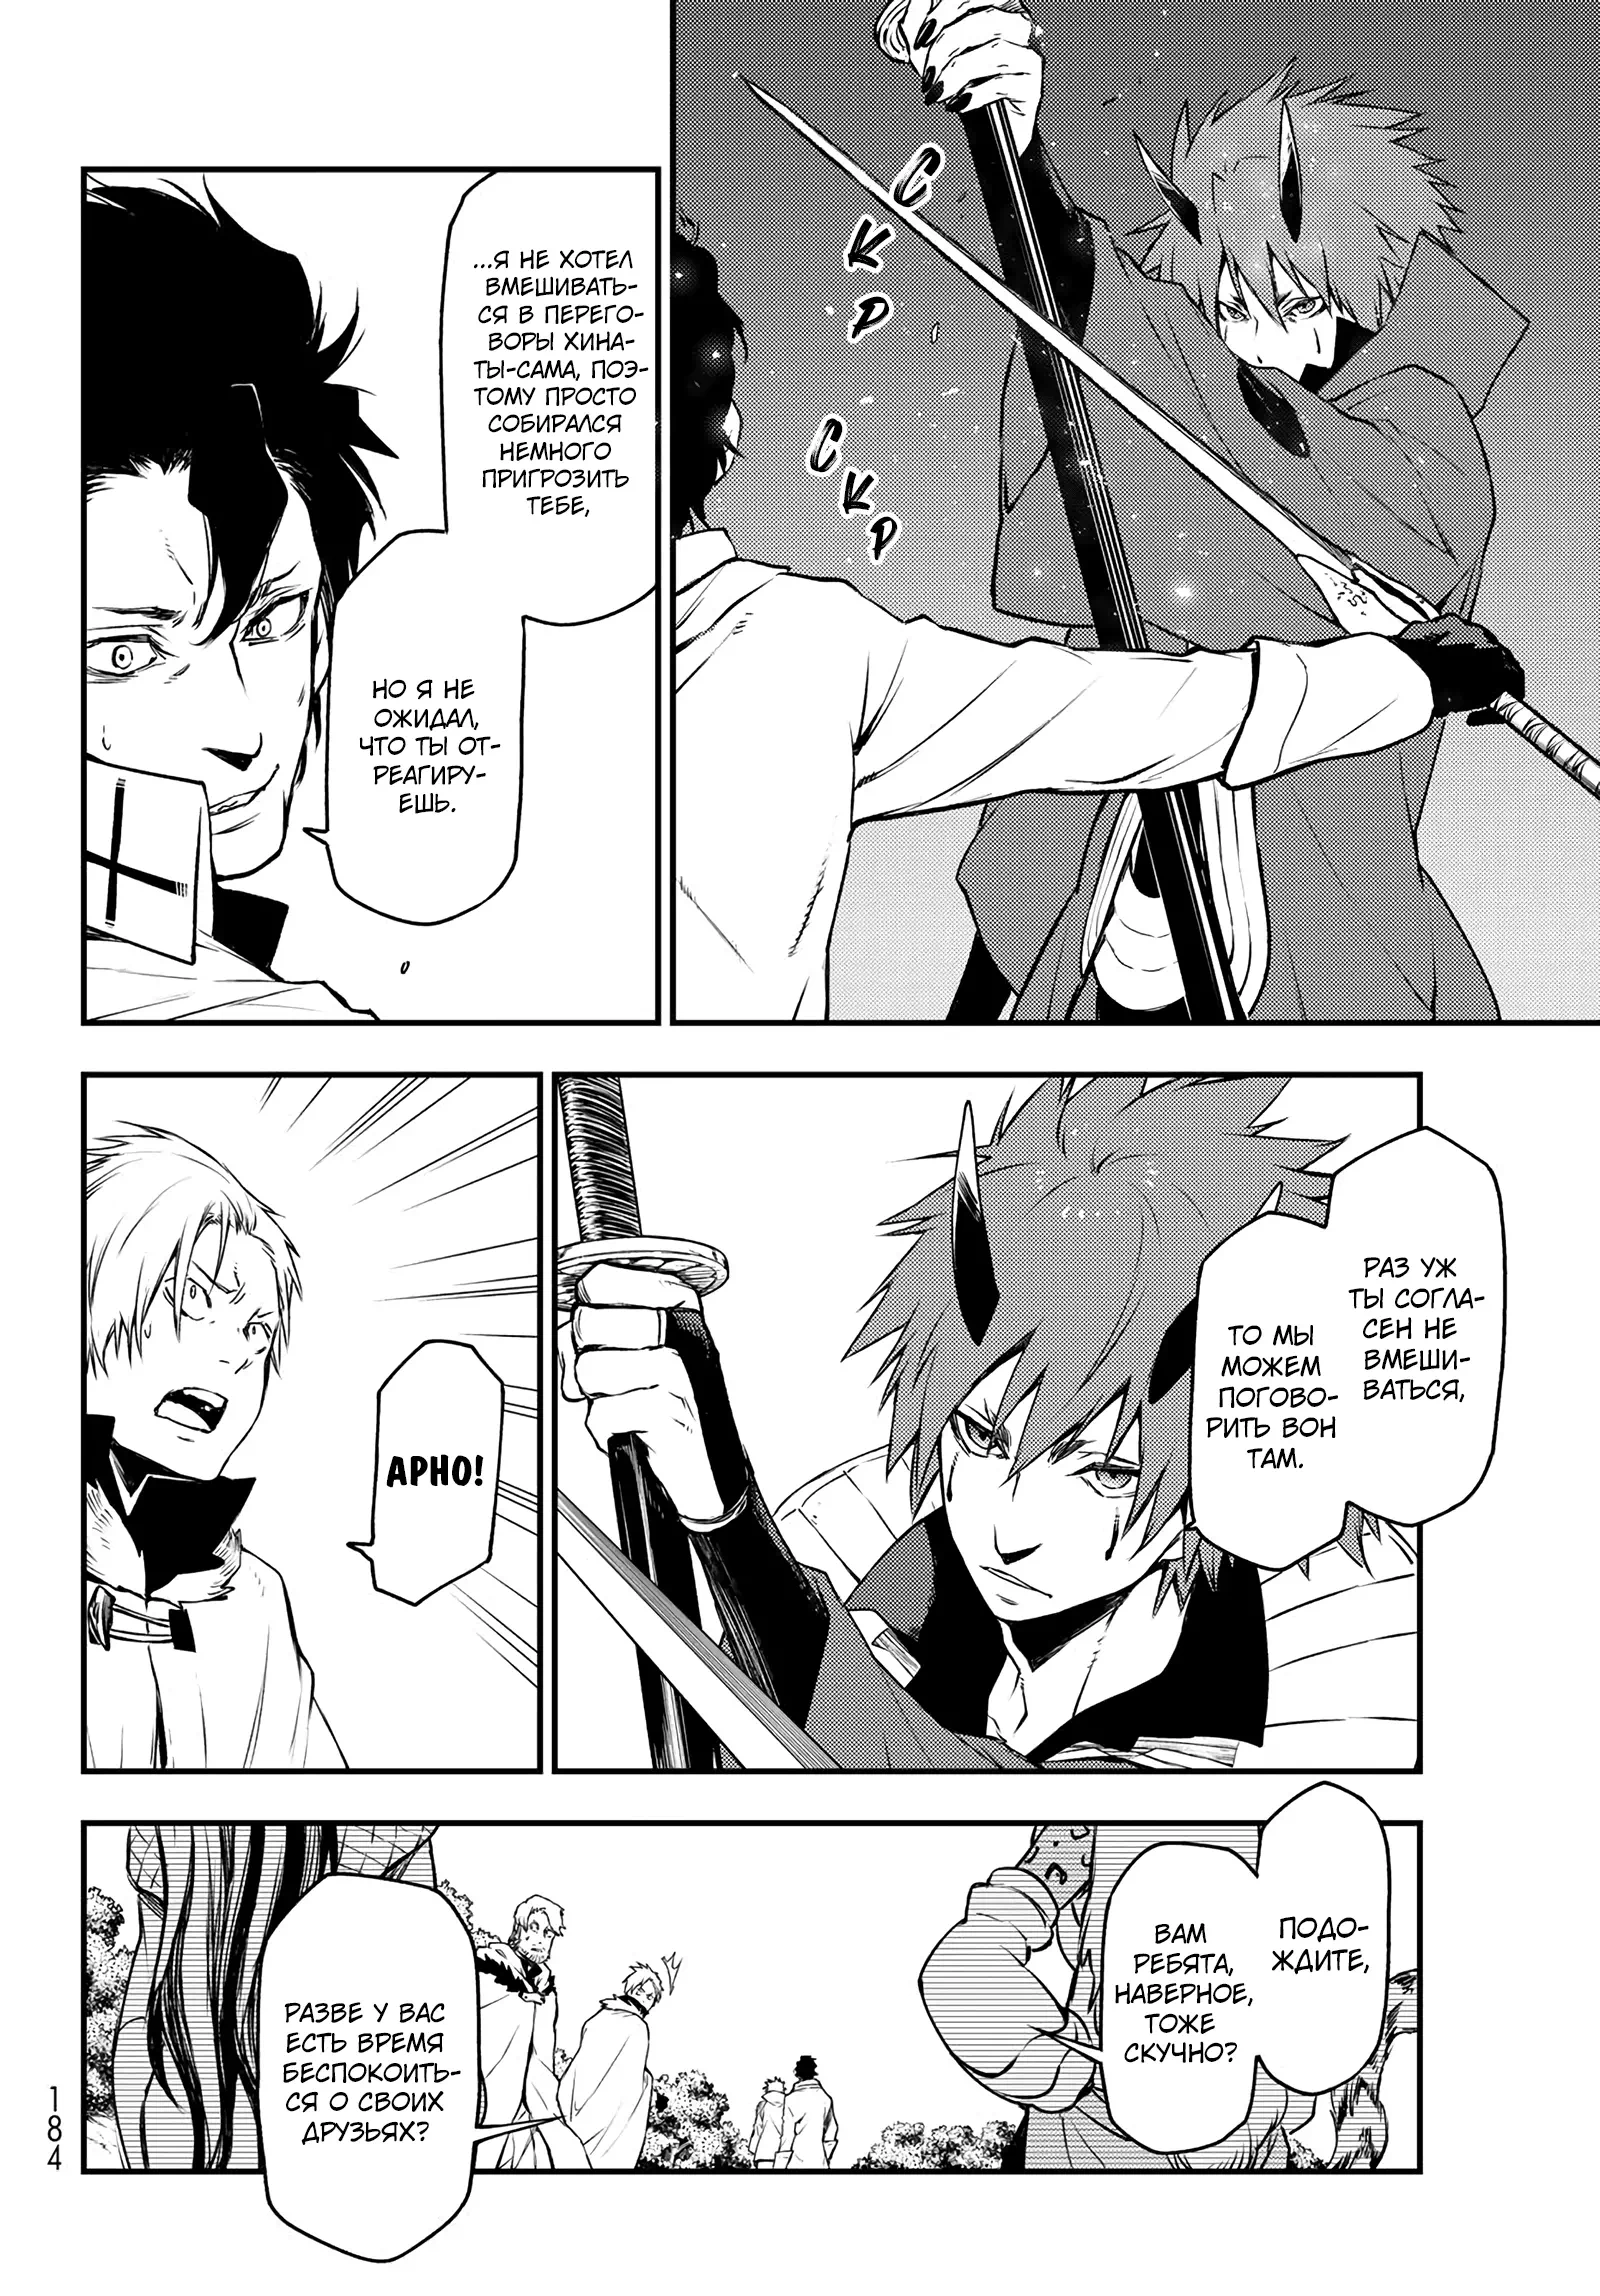 СКР
СКР
...Я НЕ ХОТЕЛ
ВМЕШИВАТЬ-
СЯ В ПЕРЕГО-
ВОРЫ ХИНА-
ТЫ-САМА, ПОЭ-
ТОМУ ПРОСТО
СОБИРАЛСЯ
НЕМНОГО
ПРИГРОЗИТЬ
ТЕБЕ,
НО Я НЕ
ОЖИДАЛ,
ЧТО ТЫ ОТ-
РЕАГИРУ-
ЕШЬ.
РАЗ УЖ
ТЫ СОГЛА-
СЕН НЕ
ВМЕШИ-
ВАТЬСЯ,
ТО МЫ
МОЖЕМ
ПОГОВО-
РИТЬ ВОН
ТАМ.
АРНО!
ПОДО-
ЖДИТЕ,
ВАМ
РЕБЯТА,
НАВЕРНОЕ,
ТОЖЕ
СКУЧНО?
РАЗВЕ У ВАС
ЕСТЬ ВРЕМЯ
БЕСПОКОИТЬ-
СЯ О СВОИХ
ДРУЗЬЯХ?
184